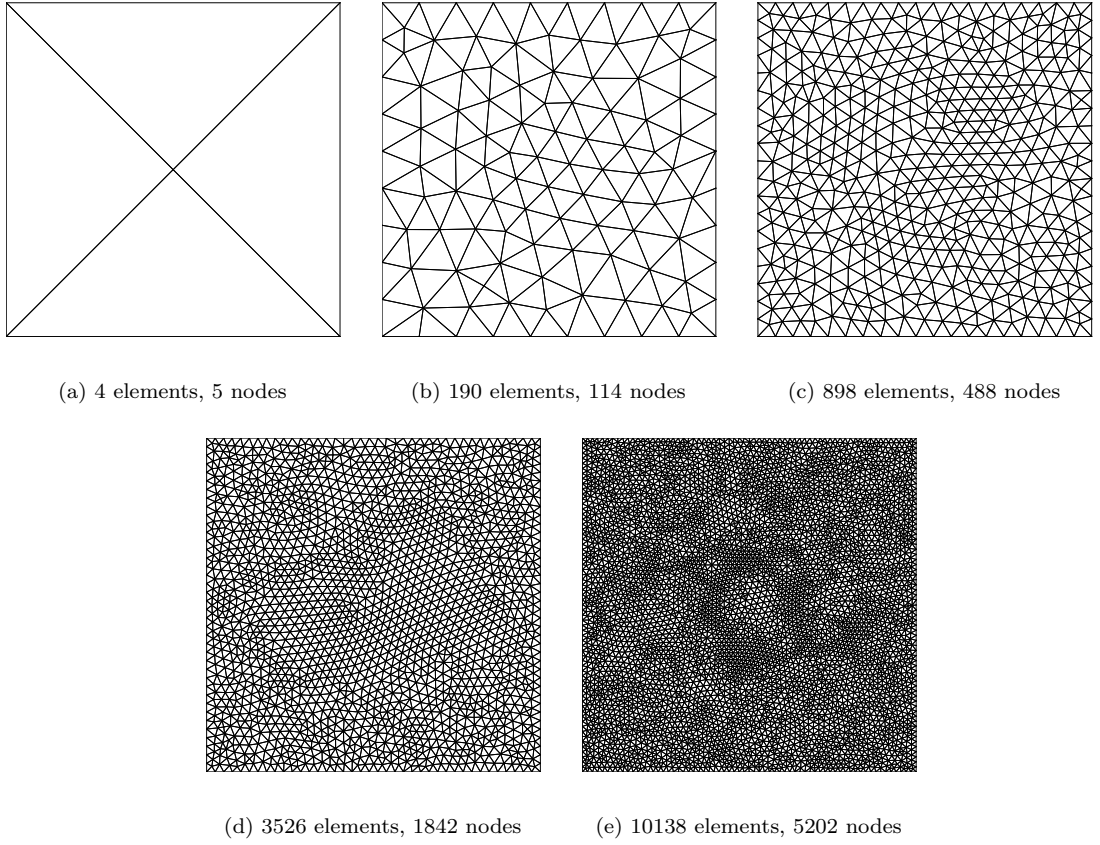 (a) 4 elements, 5 nodes
(b) 190 elements, 114 nodes
(c) 898 elements, 488 nodes
(d) 3526 elements, 1842 nodes
(e) 10138 elements, 5202 nodes